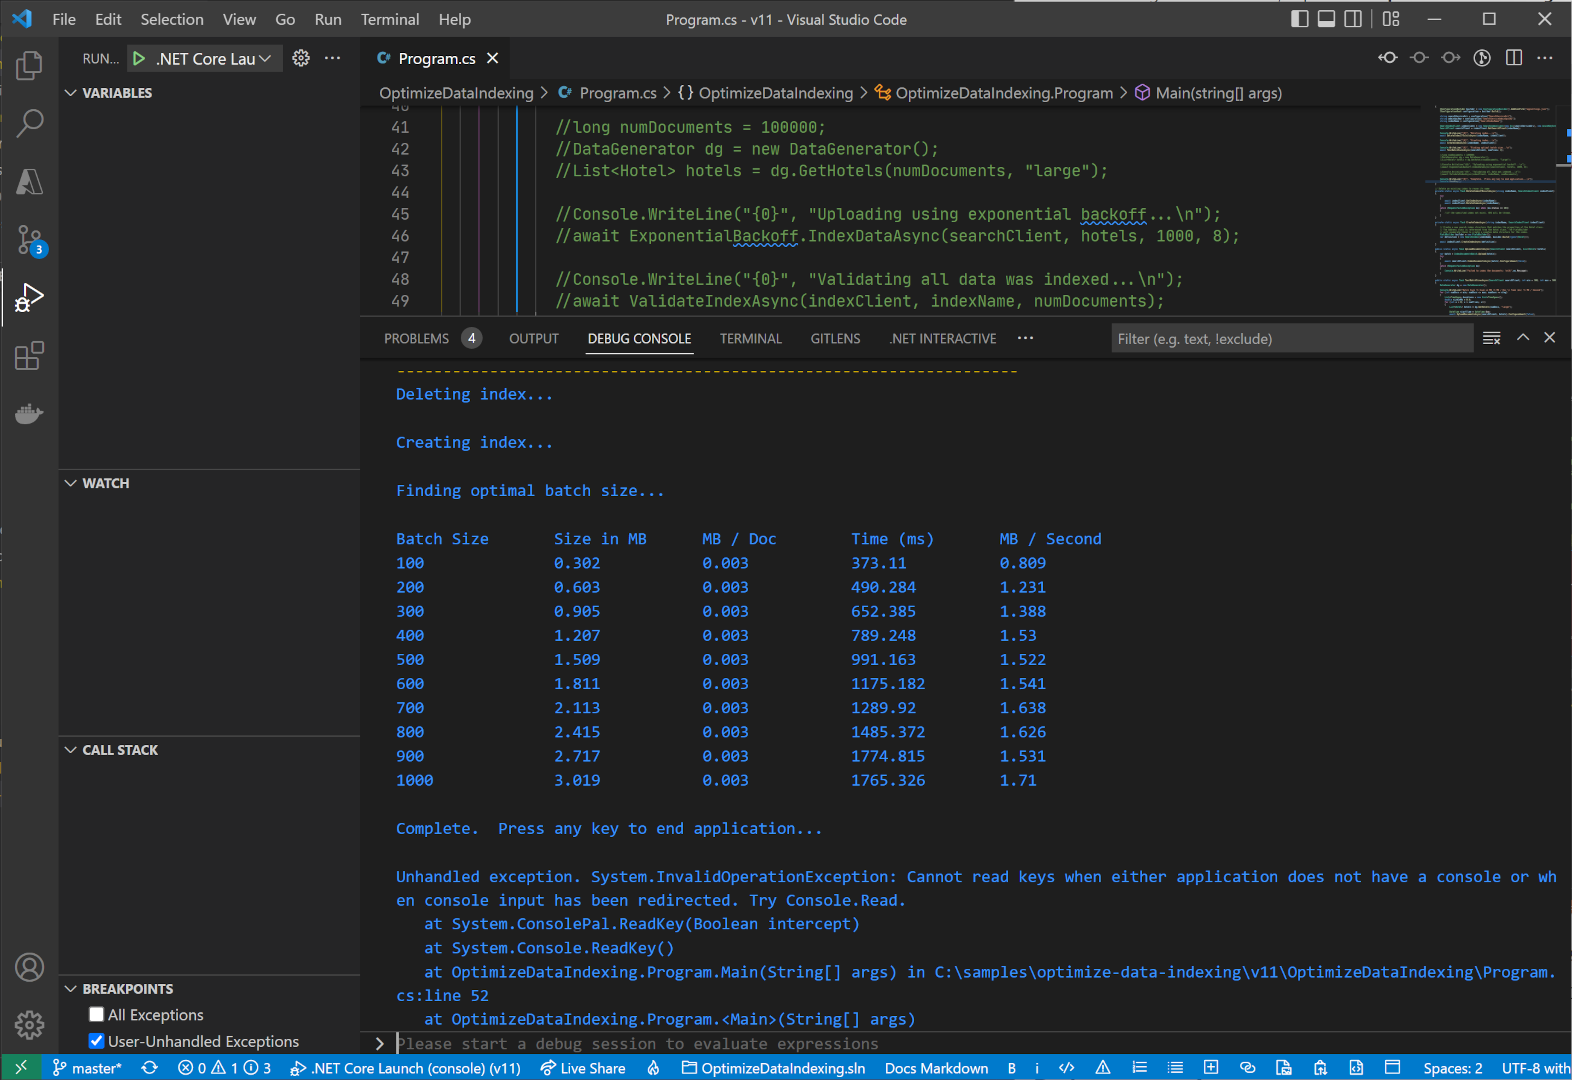 File Edit Selection View Go Run Terminal Help
Program.cs - v11 - Visual Studio Code
RUN... .NET Core Lau
Program.cs
VARIABLES
OptimizeDataIndexing > Program.cs > {} OptimizeDataIndexing > OptimizeDataIndexing.Program > Main(string[] args)
40
41 //long numDocuments = 100000;
42 //DataGenerator dg = new DataGenerator();
43 //List<Hotel> hotels = dg.GetHotels(numDocuments, "large");
44
45 //Console.WriteLine("{0}", "Uploading using exponential backoff...\n");
46 //await ExponentialBackoff.IndexDataAsync(searchClient, hotels, 1000, 8);
47
48 //Console.WriteLine("{0}", "Validating all data was indexed...\n");
49 //await ValidateIndexAsync(indexClient, indexName, numDocuments);
3
PROBLEMS 4 OUTPUT DEBUG CONSOLE TERMINAL GITLENS .NET INTERACTIVE ...
Filter (e.g. text, !exclude)
-------------------------------------------------------------------
Deleting index...
Creating index...
Finding optimal batch size...
Batch Size Size in MB MB / Doc Time (ms) MB / Second
100 0.302 0.003 373.11 0.809
200 0.603 0.003 490.284 1.231
300 0.905 0.003 652.385 1.388
400 1.207 0.003 789.248 1.53
500 1.509 0.003 991.163 1.522
600 1.811 0.003 1175.182 1.541
700 2.113 0.003 1289.92 1.638
800 2.415 0.003 1485.372 1.626
900 2.717 0.003 1774.815 1.531
1000 3.019 0.003 1765.326 1.71
Complete. Press any key to end application...
Unhandled exception. System.InvalidOperationException: Cannot read keys when either application does not have a console or wh
en console input has been redirected. Try Console.Read.
at System.ConsolePal.ReadKey(Boolean intercept)
at System.Console.ReadKey()
at OptimizeDataIndexing.Program.Main(String[] args) in C:\samples\optimize-data-indexing\v11\OptimizeDataIndexing\Program.
cs:line 52
at OptimizeDataIndexing.Program.<Main>(String[] args)
> Please start a debug session to evaluate expressions
WATCH
CALL STACK
BREAKPOINTS
All Exceptions
User-Unhandled Exceptions
master* 0 1 3 .NET Core Launch (console) (v11) Live Share OptimizeDataIndexing.sln Docs Markdown B i </> Spaces: 2 UTF-8 with